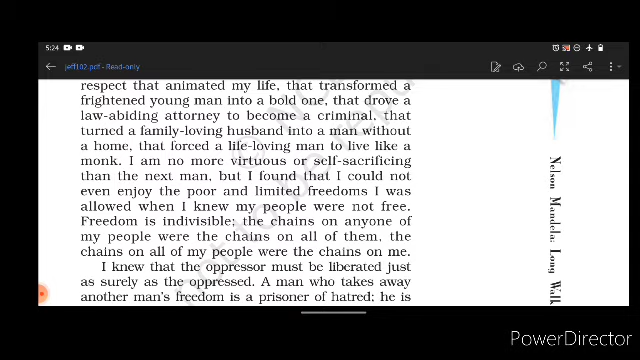 5:24
jeff102.pdf - Read-only
respect that animated my life, that transformed a
frightened young man into a bold one, that drove a
law-abiding attorney to become a criminal, that
turned a family-loving husband into a man without
a home, that forced a life-loving man to live like a
monk. I am no more virtuous or self-sacrificing
than the next man, but I found that I could not
even enjoy the poor and limited freedoms I was
allowed when I knew my people were not free.
Freedom is indivisible; the chains on anyone of
my people were the chains on all of them, the
chains on all of my people were the chains on me.
I knew that the oppressor must be liberated just
as surely as the oppressed. A man who takes away
another man's freedom is a prisoner of hatred; he is
Nelson Mandela: Long Walk
PowerDirector